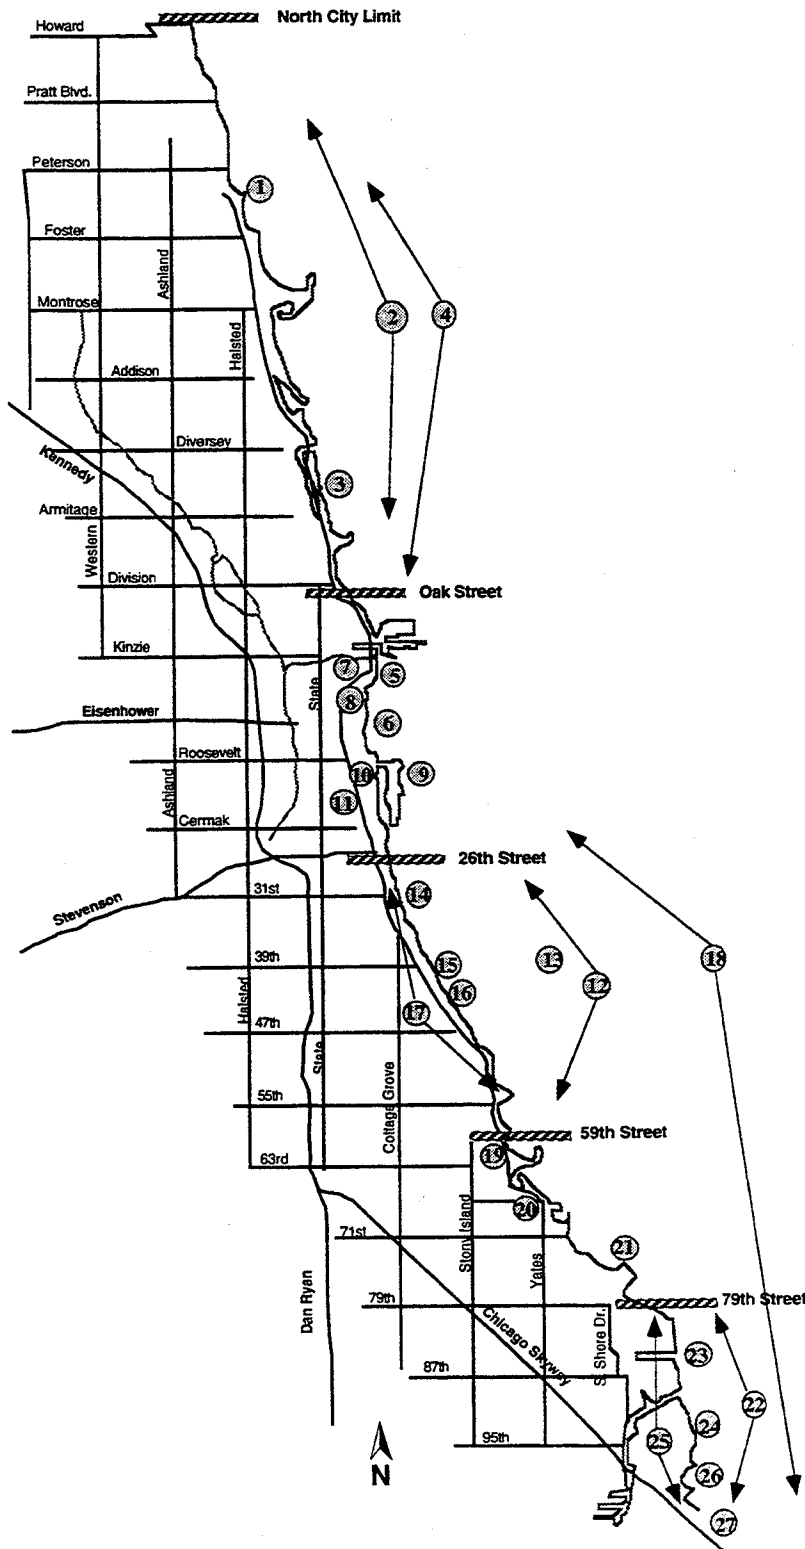 North City Limit
Howard
Pratt Blvd.
Peterson
1
Foster
Ashland
Montrose
2
4
Halsted
Addison
Diversey
Kennedy
3
Armitage
Western
Division
Oak Street
Kinzie
7
5
State
8
Eisenhower
6
Roosevelt
10
9
Ashland
11
Cermak
26th Street
31st
14
Stevenson
39th
15
13
18
12
16
Halsted
17
47th
State
55th
Cottage Grove
59th Street
19
63rd
20
Stony Island
71st
21
Yates
79th
79th Street
Dan Ryan
Chicago Skyway
S. Shore Dr.
23
87th
22
24
95th
25
N
26
27